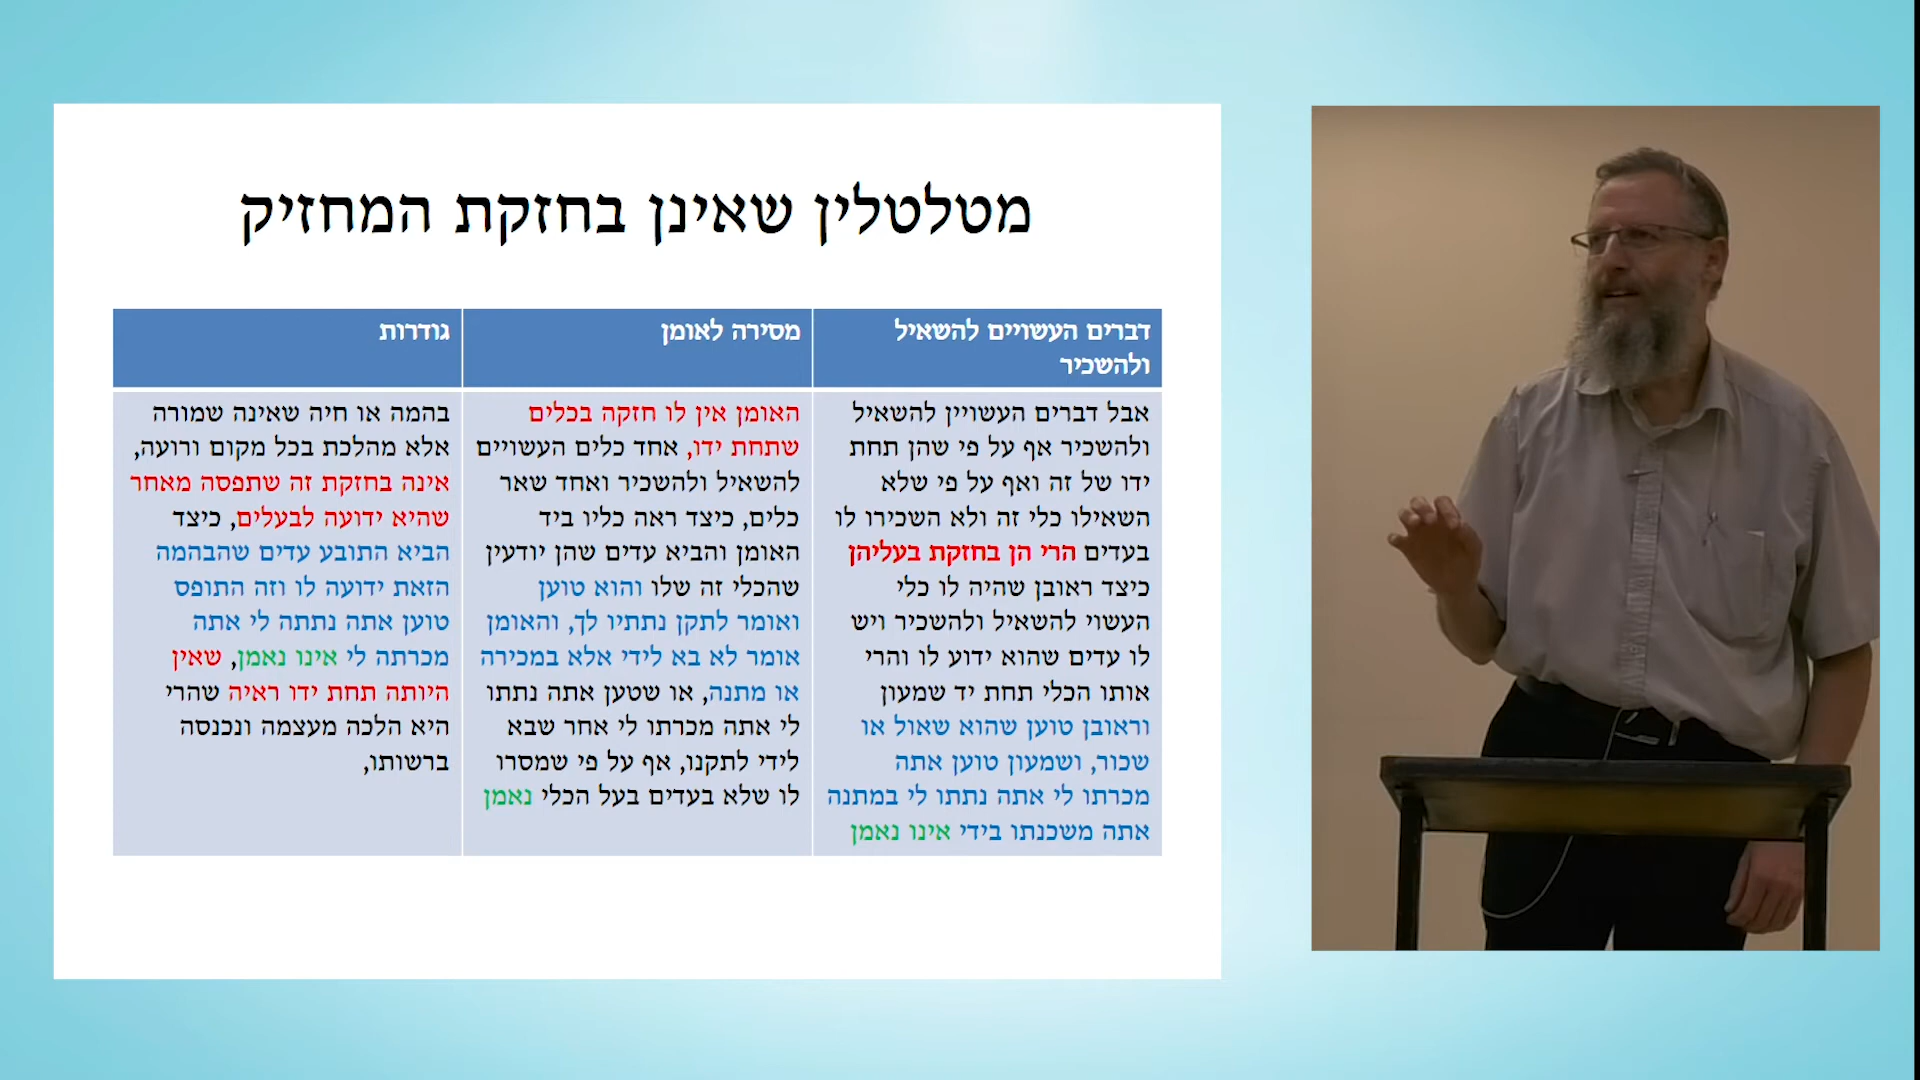 מטלטלין שאינן בחזקת המחזיק
דברים העשויים להשאיל
ולהשכיר
אבל דברים העשויין להשאיל
ולהשכיר אף על פי שהן תחת
ידו של זה ואף על פי שלא
השאילו כלי זה ולא השכירו לו
בעדים הרי הן בחזקת בעליהן
כיצד ראובן שהיה לו כלי
העשוי להשאיל ולהשכיר ויש
לו עדים שהוא ידוע לו והרי
אותו הכלי תחת יד שמעון
וראובן טוען שהוא שאול או
שכור, ושמעון טוען אתה
מכרתו לי אתה נתתו לי במתנה
אתה משכנתו בידי אינו נאמן
מסירה לאומן
האומן אין לו חזקה בכלים
שתחת ידו, אחד כלים העשויים
להשאיל ולהשכיר ואחד שאר
כלים, כיצד ראה כליו ביד
האומן והביא עדים שהן יודעין
שהכלי זה שלו והוא טוען
ואומר לתקן נתתיו לך, והאומן
אומר לא בא לידי אלא במכירה
או מתנה, או שטען אתה נתתו
לי אתה מכרתו לי אחר שבא
לידי לתקנו, אף על פי שמסרו
לו שלא בעדים בעל הכלי נאמן
גודרות
בהמה או חיה שאינה שמורה
אלא מהלכת בכל מקום ורועה,
אינה בחזקת זה שתפסה מאחר
שהיא ידועה לבעלים, כיצד
הביא התובע עדים שהבהמה
הזאת ידועה לו וזה התופס
טוען אתה נתתה לי אתה
מכרתה לי אינו נאמן, שאין
היותה תחת ידו ראיה שהרי
היא הלכה מעצמה ונכנסה
ברשותו,